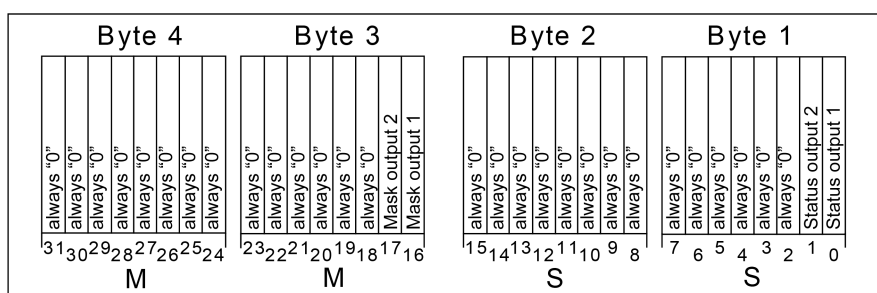 Byte 4 Byte 3 Byte 2 Byte 1
always “0” always “0” always “0” always “0” always “0” always “0” always “0” always “0” always “0” always “0” always “0” always “0” always “0” always “0” Mask output 2 Mask output 1 always “0” always “0” always “0” always “0” always “0” always “0” always “0” always “0” always “0” always “0” always “0” always “0” always “0” always “0” Status output 2 Status output 1
31 30 29 28 27 26 25 24 23 22 21 20 19 18 17 16 15 14 13 12 11 10 9 8 7 6 5 4 3 2 1 0
M M S S